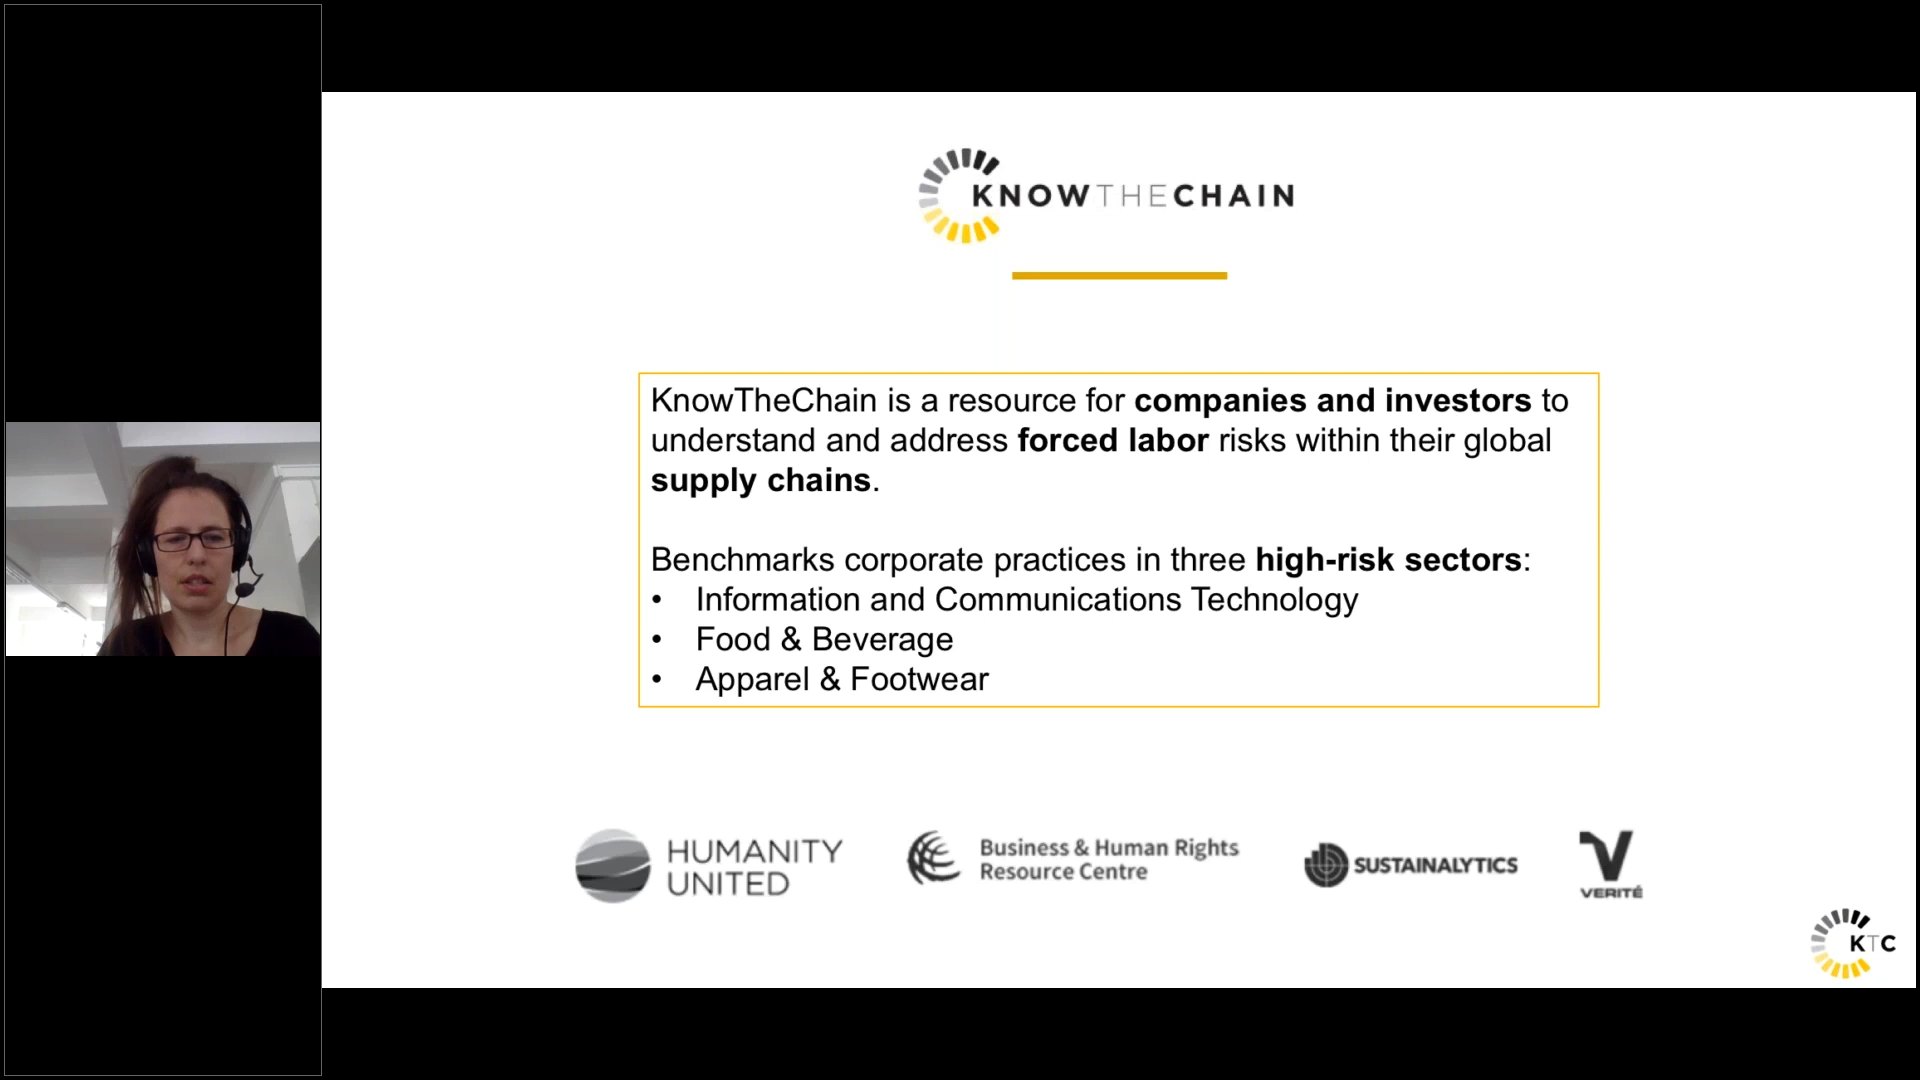 KNOWTHECHAIN
KnowTheChain is a resource for companies and investors to
understand and address forced labor risks within their global
supply chains.
Benchmarks corporate practices in three high-risk sectors:
• Information and Communications Technology
• Food & Beverage
• Apparel & Footwear
HUMANITY
UNITED
Business & Human Rights
Resource Centre
SUSTAINALYTICS
VERITÉ
KTC